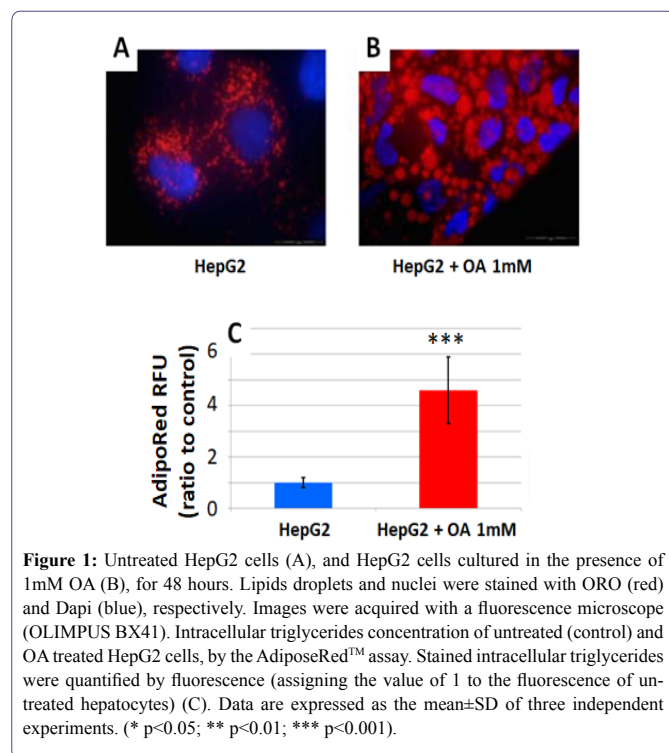 A
B
HepG2
HepG2 + OA 1mM
C
***
AdipoRed RFU
(ratio to control)
6
4
2
0
HepG2
HepG2 + OA 1mM
Figure 1: Untreated HepG2 cells (A), and HepG2 cells cultured in the presence of
1mM OA (B), for 48 hours. Lipids droplets and nuclei were stained with ORO (red)
and Dapi (blue), respectively. Images were acquired with a fluorescence microscope
(OLIMPUS BX41). Intracellular triglycerides concentration of untreated (control) and
OA treated HepG2 cells, by the AdiposeRed™ assay. Stained intracellular triglycerides
were quantified by fluorescence (assigning the value of 1 to the fluorescence of un-
treated hepatocytes) (C). Data are expressed as the mean±SD of three independent
experiments. (* p<0.05; ** p<0.01; *** p<0.001).